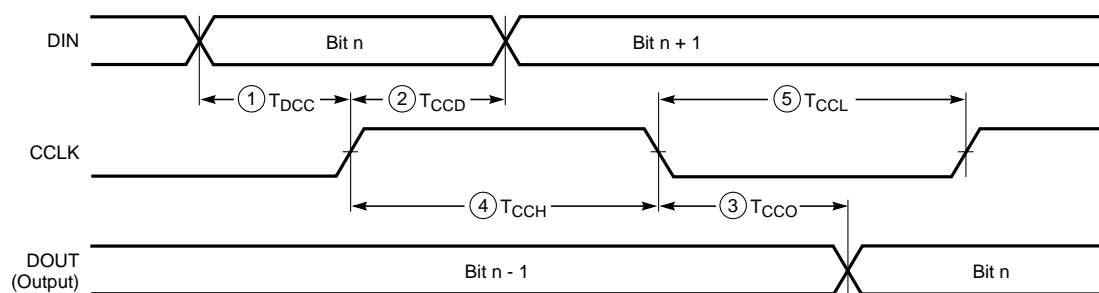 DIN
Bit n
Bit n + 1
1 TDCC
2 TCCD
5 TCCL
CCLK
4 TCCH
3 TCCO
DOUT
(Output)
Bit n - 1
Bit n